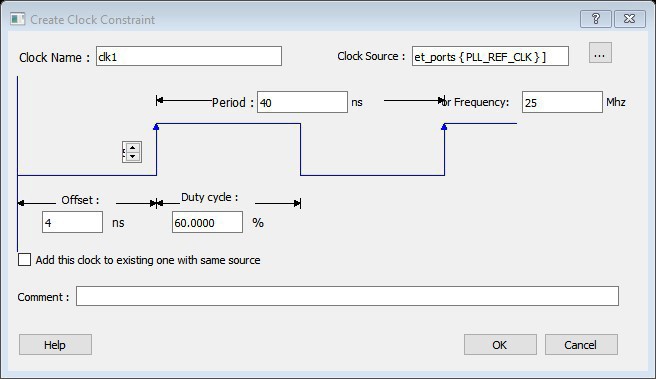 Create Clock Constraint
Clock Name : clk1 Clock Source : et_ports { PLL_REF_CLK } ] ...
Period : 40 ns or Frequency: 25 Mhz
Offset : Duty cycle :
4 ns 60.0000 %
Add this clock to existing one with same source
Comment :
Help OK Cancel